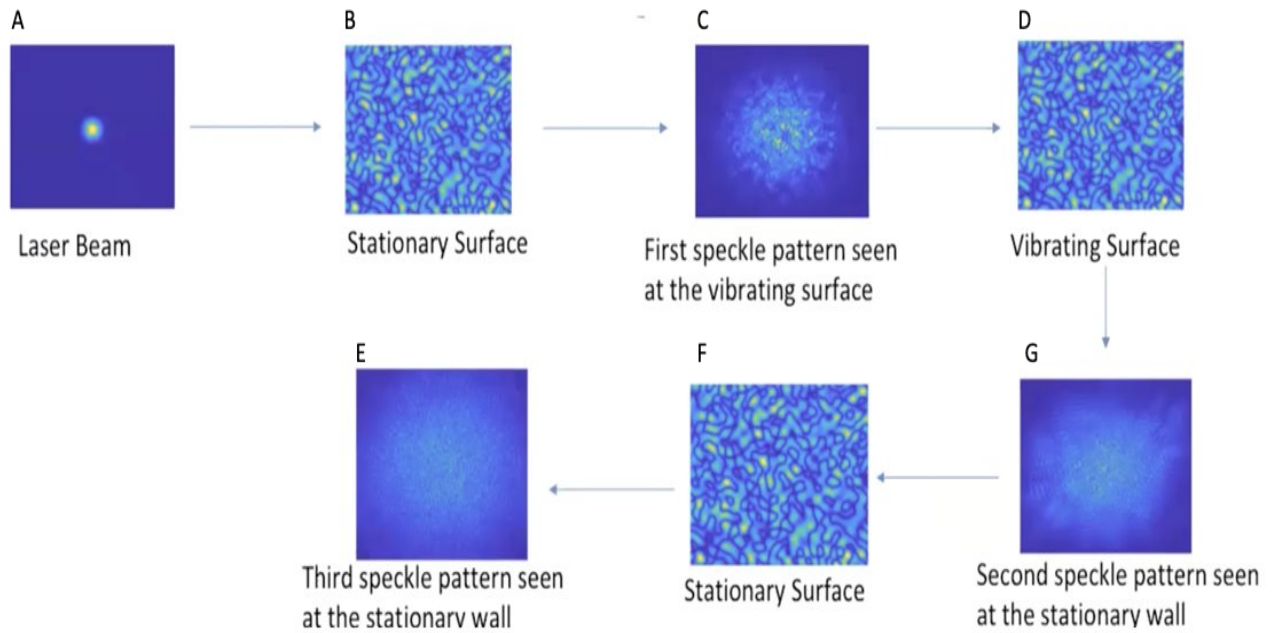 A
B
C
D
Laser Beam
Stationary Surface
First speckle pattern seen
at the vibrating surface
Vibrating Surface
E
F
G
Third speckle pattern seen
at the stationary wall
Stationary Surface
Second speckle pattern seen
at the stationary wall